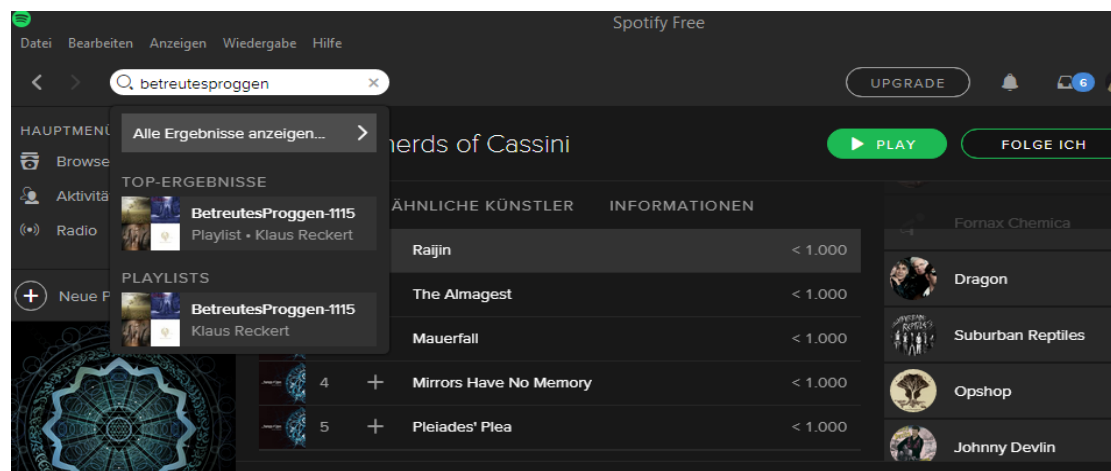 Spotify Free
Datei Bearbeiten Anzeigen Wiedergabe Hilfe
betreutesproggen
UPGRADE
6
HAUPTMENÜ
Browse
Aktivitä
Radio
Neue P
Alle Ergebnisse anzeigen...
TOP-ERGEBNISSE
BetreutesProggen-1115
Playlist • Klaus Reckert
PLAYLISTS
BetreutesProggen-1115
Klaus Reckert
herds of Cassini
PLAY
FOLGE ICH
ÄHNLICHE KÜNSTLER INFORMATIONEN
Raijin < 1.000
The Almagest < 1.000
Mauerfall < 1.000
4 + Mirrors Have No Memory < 1.000
5 + Pleiades' Plea < 1.000
Fornax Chemica
Dragon
Suburban Reptiles
Opshop
Johnny Devlin